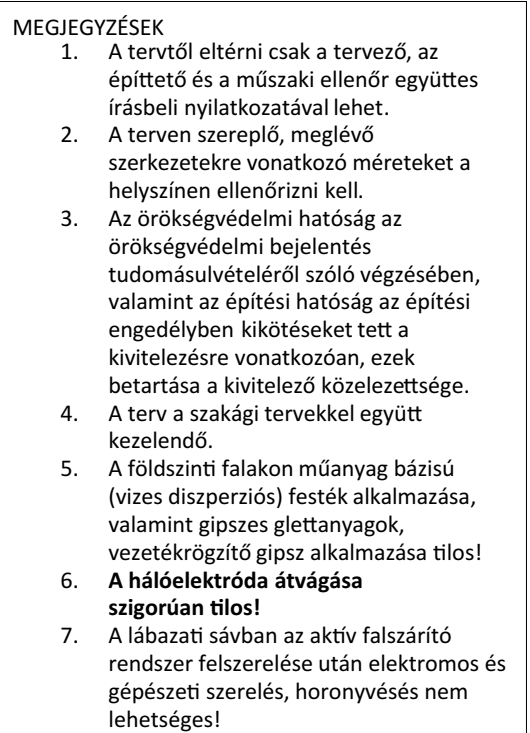 MEGJEGYZÉSEK
1. A tervtől eltérni csak a tervező, az
építtető és a műszaki ellenőr együttes
írásbeli nyilatkozatával lehet.
2. A terven szereplő, meglévő
szerkezetekre vonatkozó méreteket a
helyszínen ellenőrizni kell.
3. Az örökségvédelmi hatóság az
örökségvédelmi bejelentés
tudomásulvételéről szóló végzésében,
valamint az építési hatóság az építési
engedélyben kikötéseket tett a
kivitelezésre vonatkozóan, ezek
betartása a kivitelező közelezettsége.
4. A terv a szakági tervekkel együtt
kezelendő.
5. A földszinti falakon műanyag bázisú
(vizes diszperziós) festék alkalmazása,
valamint gipszes glettanyagok,
vezetékrögzítő gipsz alkalmazása tilos!
6. A hálóelektróda átvágása
szigorúan tilos!
7. A lábazati sávban az aktív falszárító
rendszer felszerelése után elektromos és
gépészeti szerelés, horonyvésés nem
lehetséges!